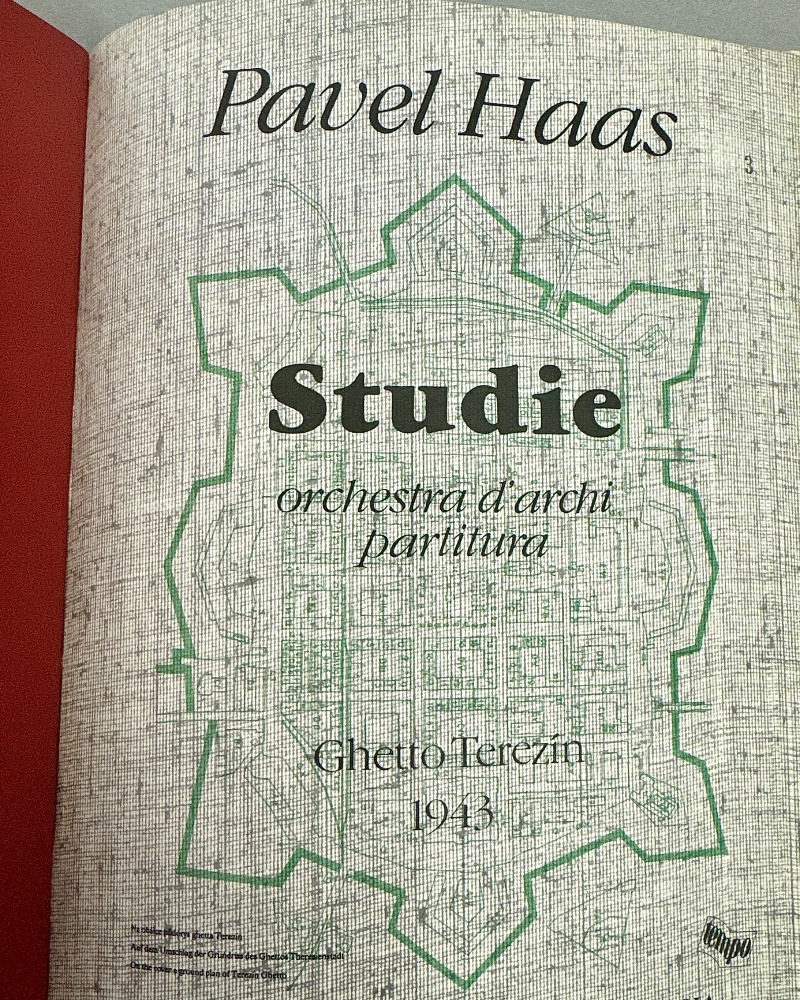 Pavel Haas
3
Studie
orchestra d'archi
partitura
Ghetto Terezín
1943
Na obálce půdorys ghetta Terezín
Auf dem Umschlag der Grundriss des Ghettos Theresienstadt
On the cover a ground plan of Terezín Ghetto
tempo